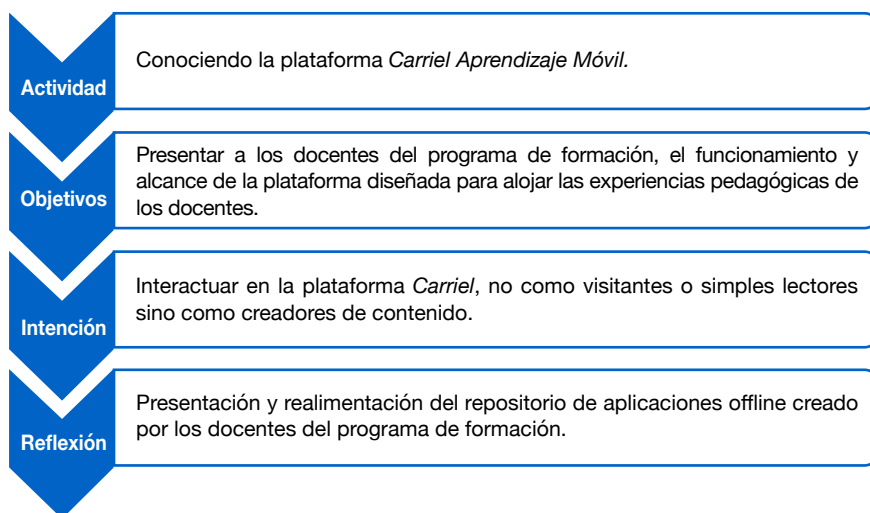 Actividad
Conociendo la plataforma Carriel Aprendizaje Móvil.
Objetivos
Presentar a los docentes del programa de formación, el funcionamiento y
alcance de la plataforma diseñada para alojar las experiencias pedagógicas de
los docentes.
Intención
Interactuar en la plataforma Carriel, no como visitantes o simples lectores
sino como creadores de contenido.
Reflexión
Presentación y realimentación del repositorio de aplicaciones offline creado
por los docentes del programa de formación.